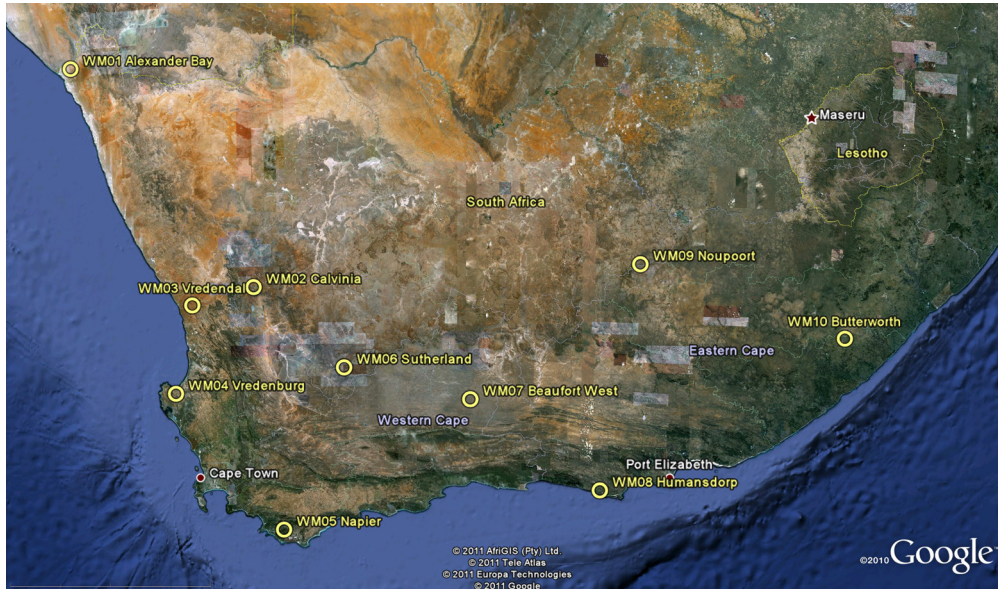 WM01 Alexander Bay
Maseru
Lesotho
South Africa
WM09 Noupoort
WM02 Calvinia
WM03 Vredendal
WM10 Butterworth
Eastern Cape
WM06 Sutherland
WM04 Vredenburg
WM07 Beaufort West
Western Cape
Port Elizabeth
Cape Town
WM08 Humansdorp
WM05 Napier
© 2011 AfriGIS (Pty) Ltd.
© 2011 Tele Atlas
© 2011 Europa Technologies
© 2011 Google
©2010 Google